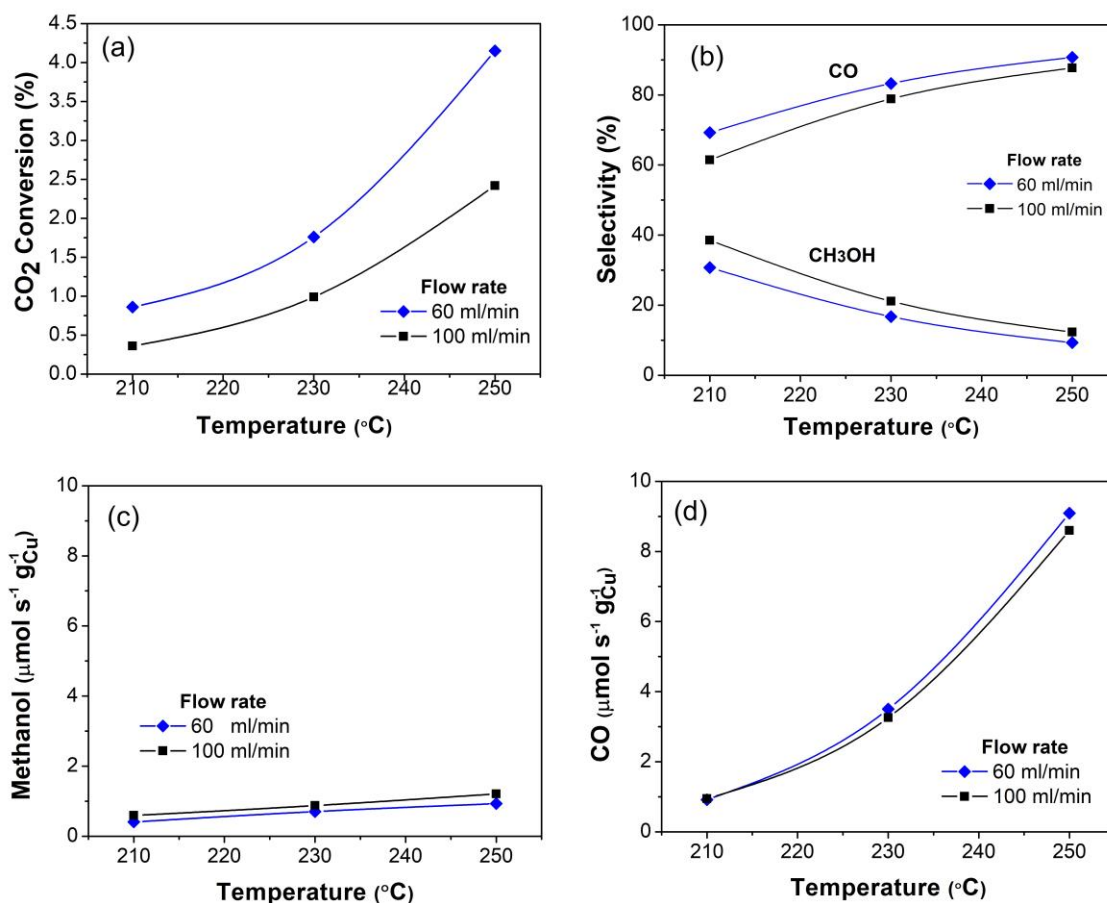 (a)
CO2 Conversion (%)
4.5
4.0
3.5
3.0
2.5
2.0
1.5
1.0
0.5
0.0
Flow rate
60 ml/min
100 ml/min
210 220 230 240 250
Temperature (°C)
(b)
Selectivity (%)
100
80
60
40
20
0
CO
Flow rate
60 ml/min
100 ml/min
CH3OH
210 220 230 240 250
Temperature (°C)
(c)
Methanol (μmol s-1 g-1Cu)
10
8
6
4
2
0
Flow rate
60 ml/min
100 ml/min
210 220 230 240 250
Temperature (°C)
(d)
CO (μmol s-1 g-1Cu)
10
8
6
4
2
0
Flow rate
60 ml/min
100 ml/min
210 220 230 240 250
Temperature (°C)